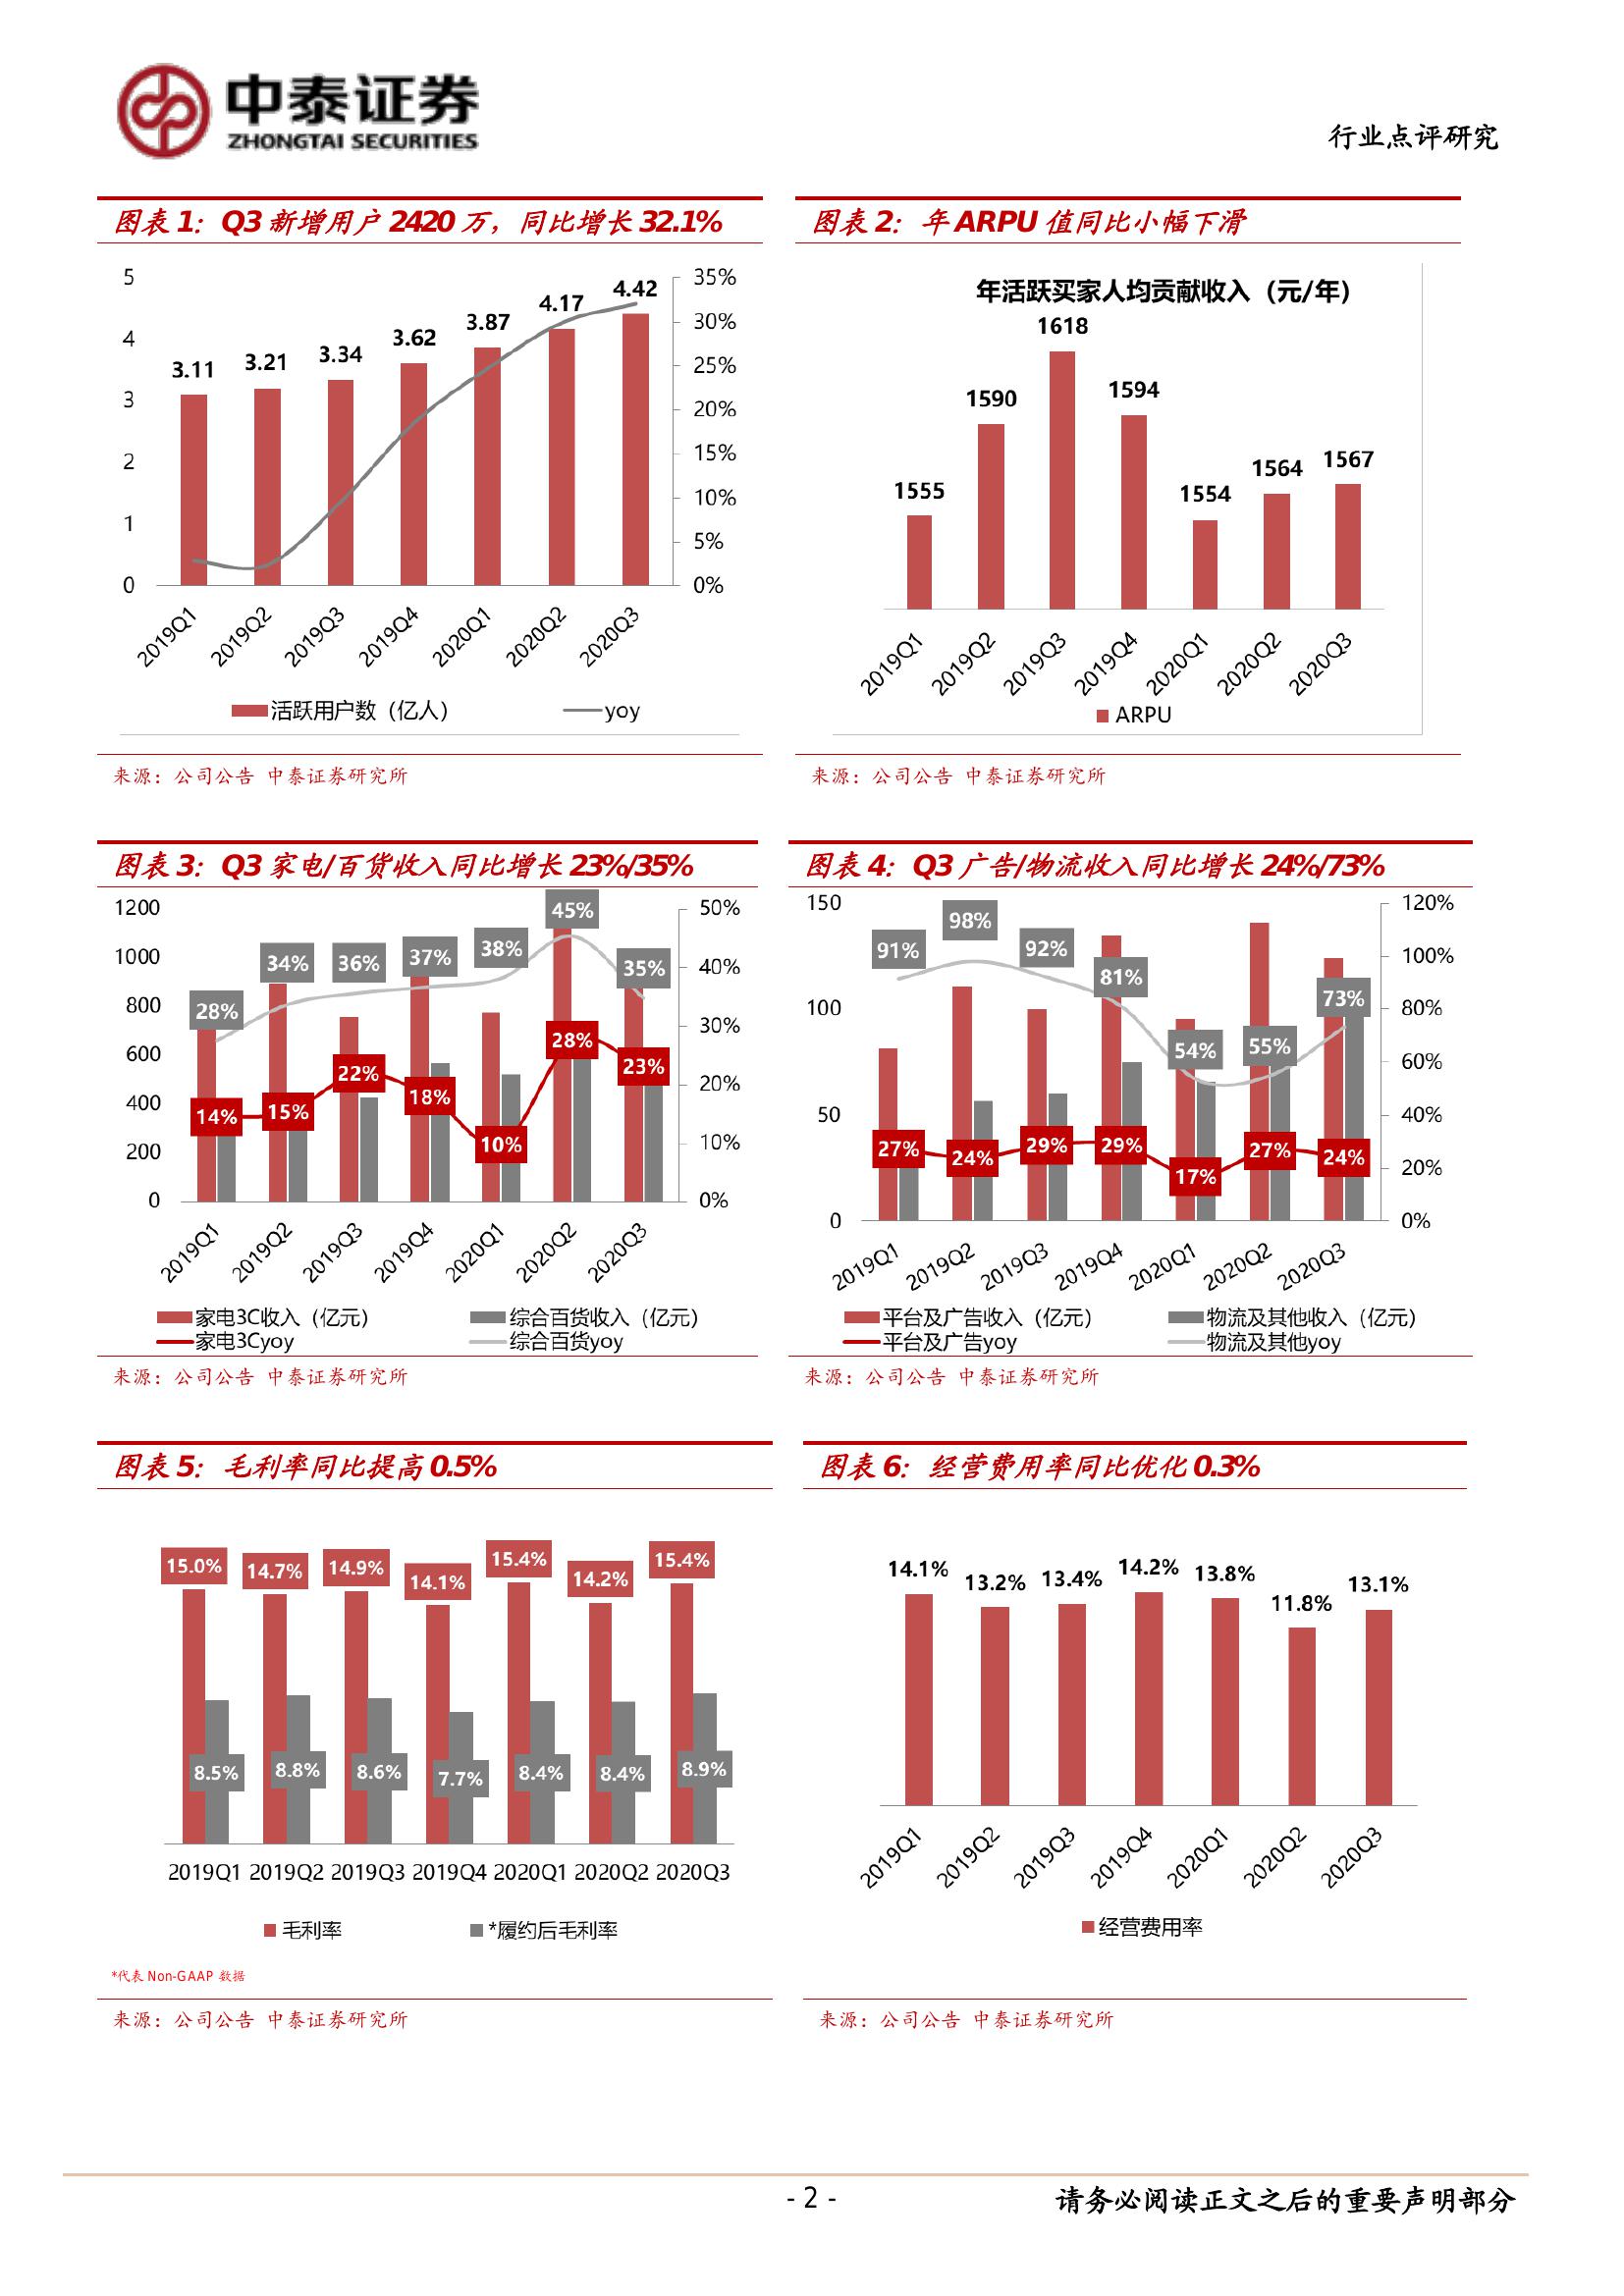 中泰证券
ZHONGTAI SECURITIES
行业点评研究
图表 1：Q3 新增用户 2420 万，同比增长 32.1%
5
4
3
2
1
0
35%
30%
25%
20%
15%
10%
5%
0%
3.11
3.21
3.34
3.62
3.87
4.17
4.42
2019Q1
2019Q2
2019Q3
2019Q4
2020Q1
2020Q2
2020Q3
活跃用户数（亿人）
yoy
来源：公司公告 中泰证券研究所
图表 2：年 ARPU 值同比小幅下滑
年活跃买家人均贡献收入（元/年）
1555
1590
1618
1594
1554
1564
1567
2019Q1
2019Q2
2019Q3
2019Q4
2020Q1
2020Q2
2020Q3
ARPU
来源：公司公告 中泰证券研究所
图表 3：Q3 家电/百货收入同比增长 23%/35%
1200
1000
800
600
400
200
0
50%
40%
30%
20%
10%
0%
28%
34%
36%
37%
38%
45%
35%
14%
15%
22%
18%
10%
28%
23%
2019Q1
2019Q2
2019Q3
2019Q4
2020Q1
2020Q2
2020Q3
家电3C收入（亿元）
综合百货收入（亿元）
家电3Cyoy
综合百货yoy
来源：公司公告 中泰证券研究所
图表 4：Q3 广告/物流收入同比增长 24%/73%
150
100
50
0
120%
100%
80%
60%
40%
20%
0%
91%
98%
92%
81%
54%
55%
73%
27%
24%
29%
29%
17%
27%
24%
2019Q1
2019Q2
2019Q3
2019Q4
2020Q1
2020Q2
2020Q3
平台及广告收入（亿元）
物流及其他收入（亿元）
平台及广告yoy
物流及其他yoy
来源：公司公告 中泰证券研究所
图表 5：毛利率同比提高 0.5%
15.0%
14.7%
14.9%
14.1%
15.4%
14.2%
15.4%
8.5%
8.8%
8.6%
7.7%
8.4%
8.4%
8.9%
2019Q1 2019Q2 2019Q3 2019Q4 2020Q1 2020Q2 2020Q3
毛利率
*履约后毛利率
*代表 Non-GAAP 数据
来源：公司公告 中泰证券研究所
图表 6：经营费用率同比优化 0.3%
14.1%
13.2%
13.4%
14.2%
13.8%
11.8%
13.1%
2019Q1
2019Q2
2019Q3
2019Q4
2020Q1
2020Q2
2020Q3
经营费用率
来源：公司公告 中泰证券研究所
- 2 -
请务必阅读正文之后的重要声明部分